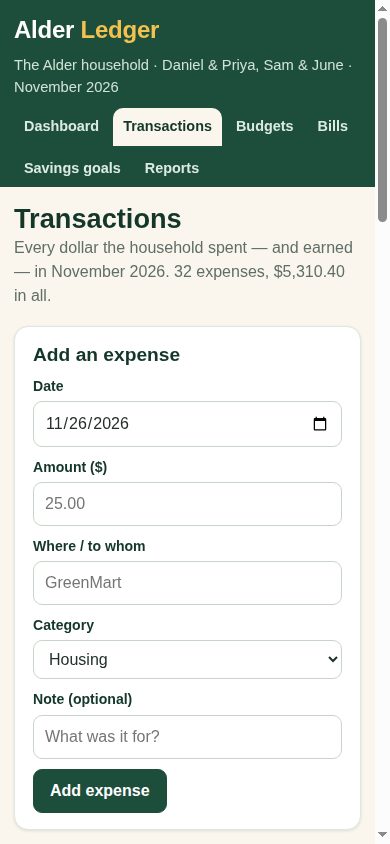 Alder Ledger
The Alder household · Daniel & Priya, Sam & June ·
November 2026
Dashboard Transactions Budgets Bills
Savings goals Reports
Transactions
Every dollar the household spent — and earned
— in November 2026. 32 expenses, $5,310.40
in all.
Add an expense
Date
11/26/2026
Amount ($)
25.00
Where / to whom
GreenMart
Category
Housing
Note (optional)
What was it for?
Add expense